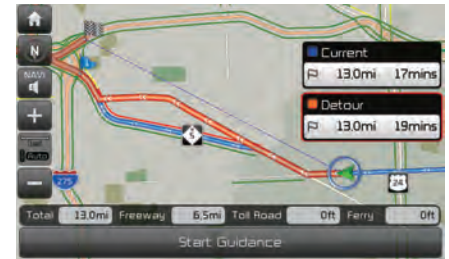 N
Current
13.0mi 17mins
NAVI
Detour
13.0mi 19mins
Auto
275
24
Total 13.0mi Freeway 6.5mi Toll Road 0ft Ferry 0ft
Start Guidance